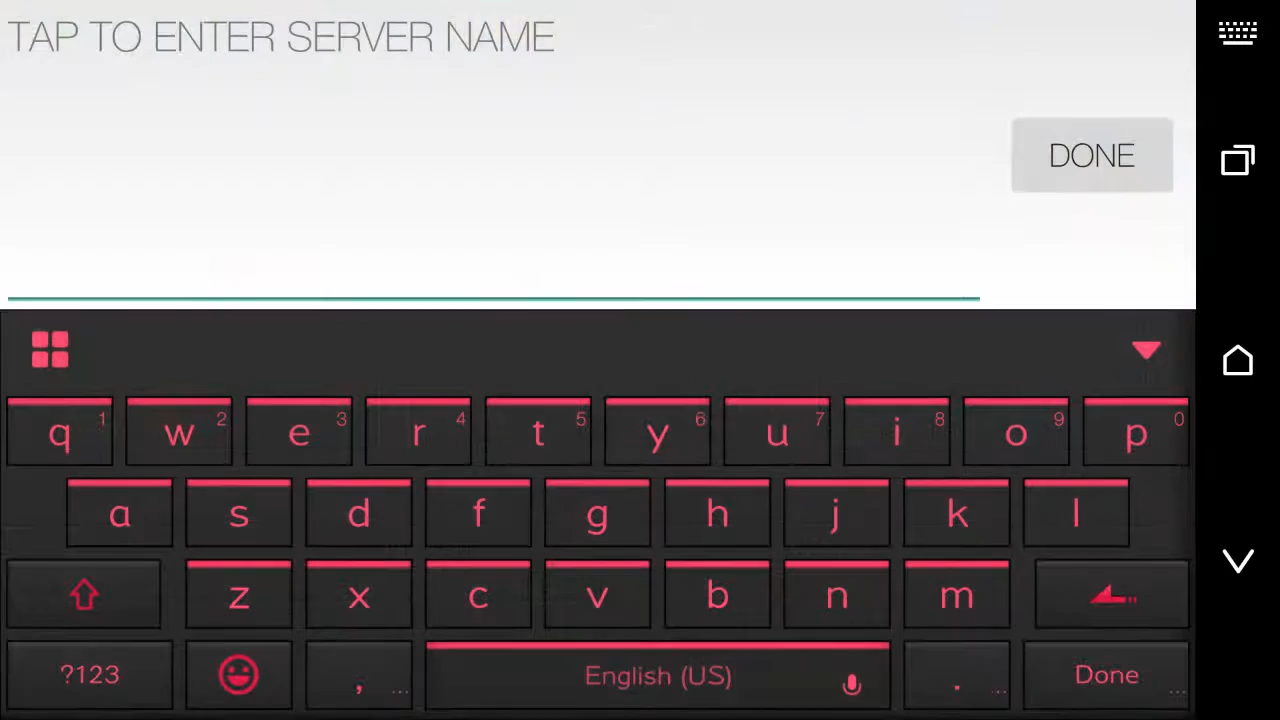 TAP TO ENTER SERVER NAME
DONE
q 1 w 2 e 3 r 4 t 5 y 6 u 7 i 8 o 9 p 0
a s d f g h j k l
z x c v b n m
?123 , ... English (US) . ... Done ...